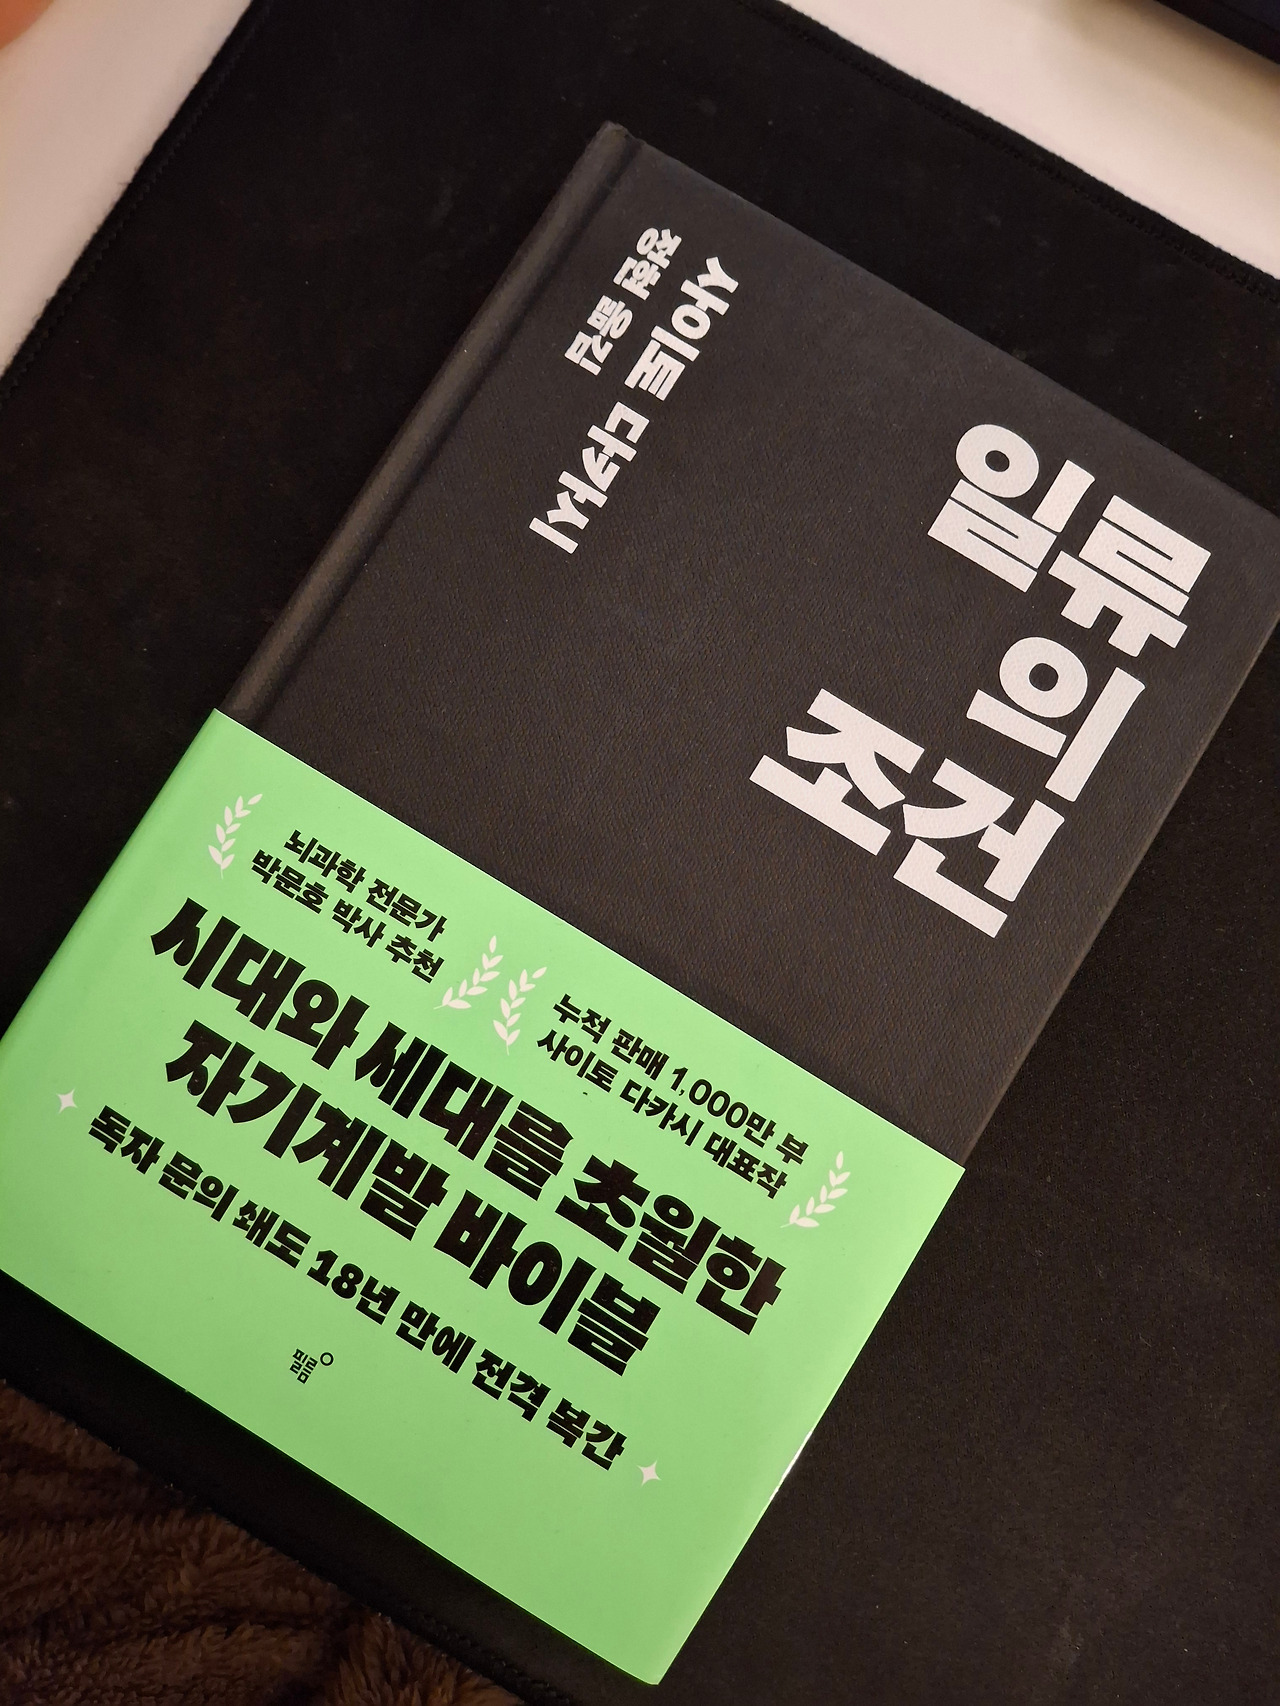 사이토 다카시
정현 옮김
일류
의
조건
뇌과학 전문가
박문호 박사 추천
누적 판매 1,000만 부
사이토 다카시 대표작
시대와 세대를 초월한
자기계발 바이블
독자 문의 쇄도 18년 만에 전격 복간
필름